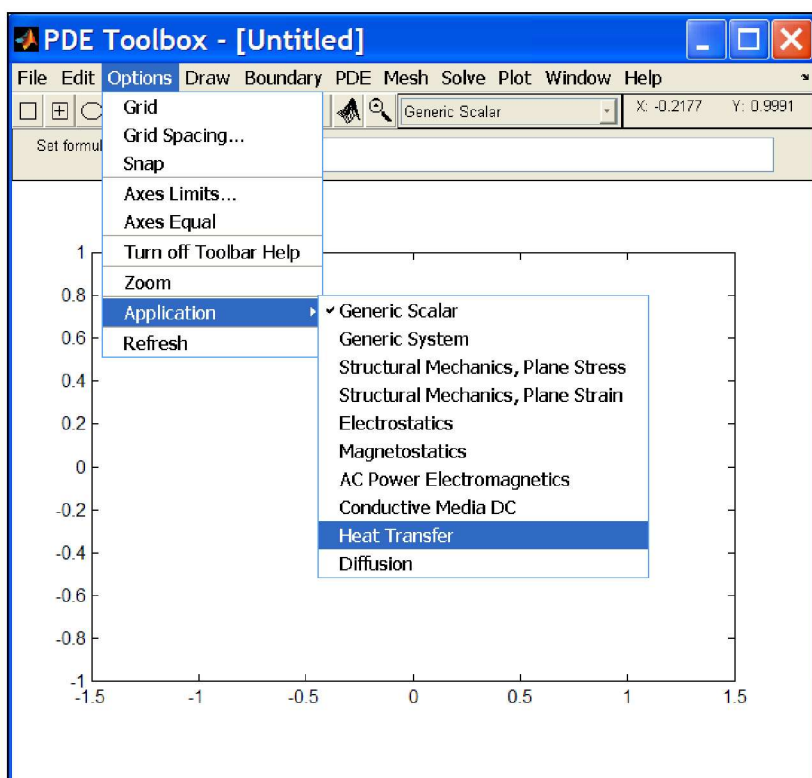 PDE Toolbox - [Untitled]
File Edit Options Draw Boundary PDE Mesh Solve Plot Window Help
Generic Scalar X: -0.2177 Y: 0.9991
Set formul
Grid
Grid Spacing...
Snap
Axes Limits...
Axes Equal
Turn off Toolbar Help
Zoom
Application
Refresh
✓ Generic Scalar
Generic System
Structural Mechanics, Plane Stress
Structural Mechanics, Plane Strain
Electrostatics
Magnetostatics
AC Power Electromagnetics
Conductive Media DC
Heat Transfer
Diffusion
1
0.8
0.6
0.4
0.2
0
-0.2
-0.4
-0.6
-0.8
-1
-1.5 -1 -0.5 0 0.5 1 1.5